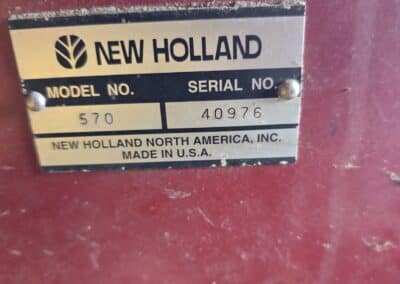 NEW HOLLAND
MODEL NO. SERIAL NO.
570 40976
NEW HOLLAND NORTH AMERICA, INC.
MADE IN U.S.A.